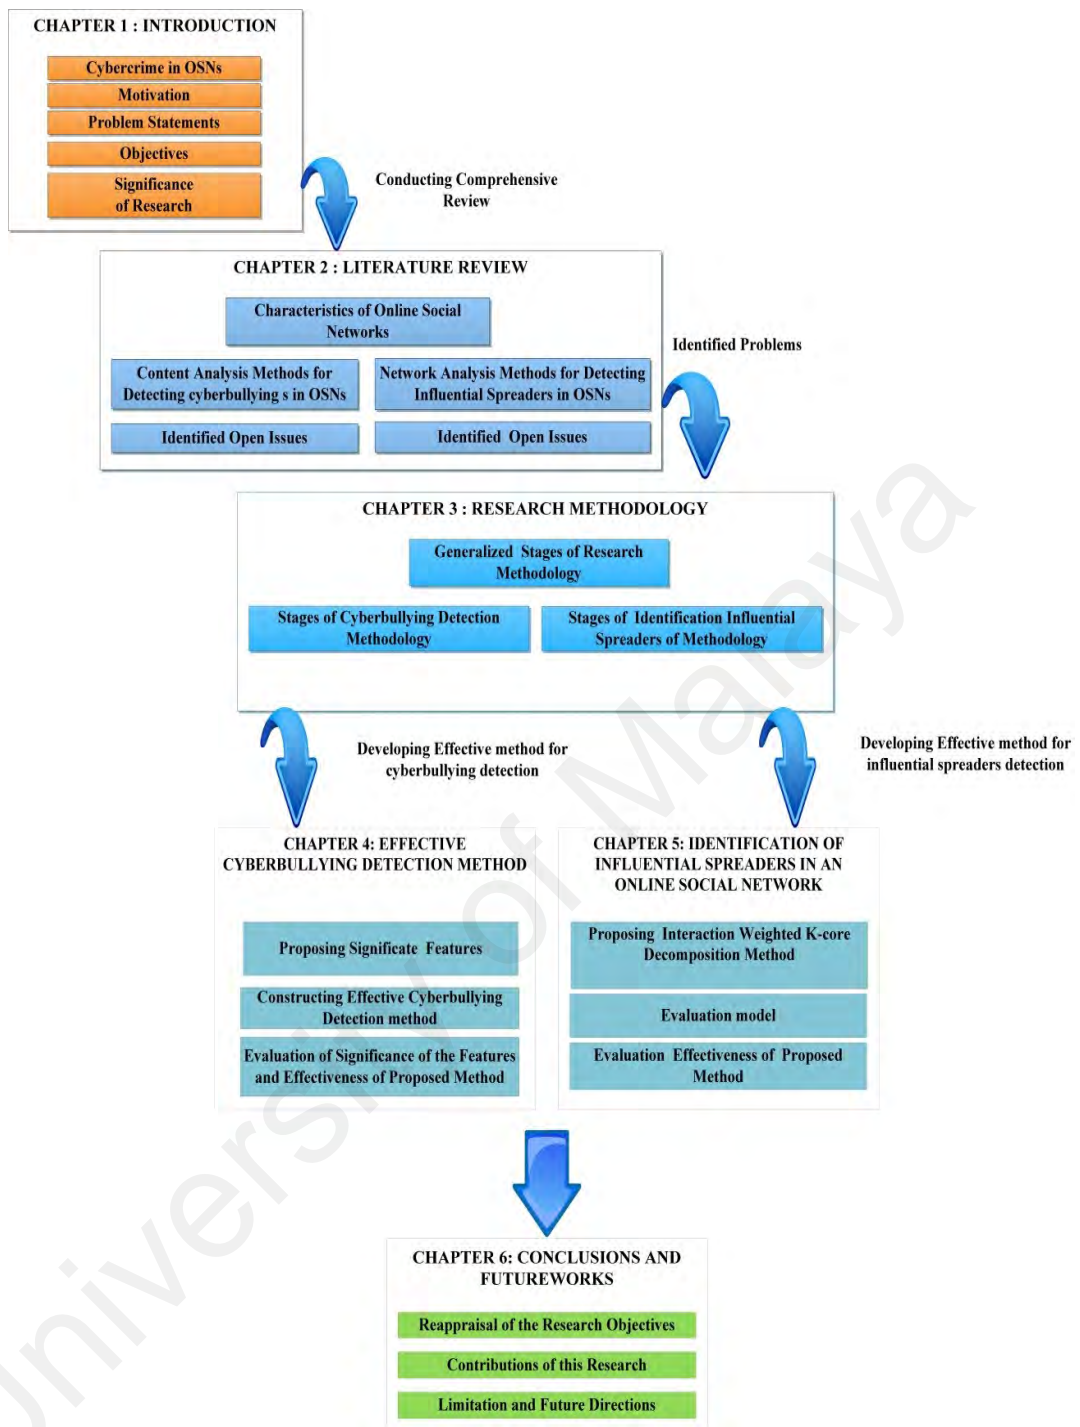 CHAPTER 1 : INTRODUCTION
Cybercrime in OSNs
Motivation
Problem Statements
Objectives
Significance
of Research
Conducting Comprehensive
Review
CHAPTER 2 : LITERATURE REVIEW
Characteristics of Online Social
Networks
Content Analysis Methods for
Detecting cyberbullying s in OSNs
Network Analysis Methods for Detecting
Influential Spreaders in OSNs
Identified Open Issues
Identified Open Issues
Identified Problems
CHAPTER 3 : RESEARCH METHODOLOGY
Generalized Stages of Research
Methodology
Stages of Cyberbullying Detection
Methodology
Stages of Identification Influential
Spreaders of Methodology
Developing Effective method for
cyberbullying detection
Developing Effective method for
influential spreaders detection
CHAPTER 4: EFFECTIVE
CYBERBULLYING DETECTION METHOD
Proposing Significate Features
Constructing Effective Cyberbullying
Detection method
Evaluation of Significance of the Features
and Effectiveness of Proposed Method
CHAPTER 5: IDENTIFICATION OF
INFLUENTIAL SPREADERS IN AN
ONLINE SOCIAL NETWORK
Proposing Interaction Weighted K-core
Decomposition Method
Evaluation model
Evaluation Effectiveness of Proposed
Method
CHAPTER 6: CONCLUSIONS AND
FUTUREWORKS
Reappraisal of the Research Objectives
Contributions of this Research
Limitation and Future Directions
University of Malaya